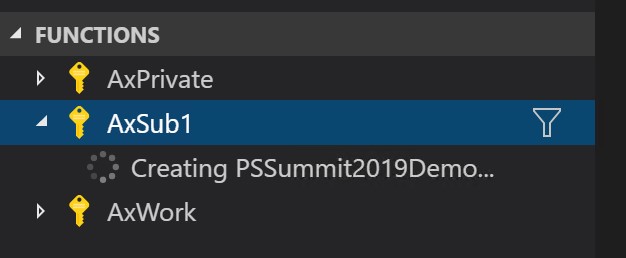 FUNCTIONS
AxPrivate
AxSub1
Creating PSSummit2019Demo...
AxWork